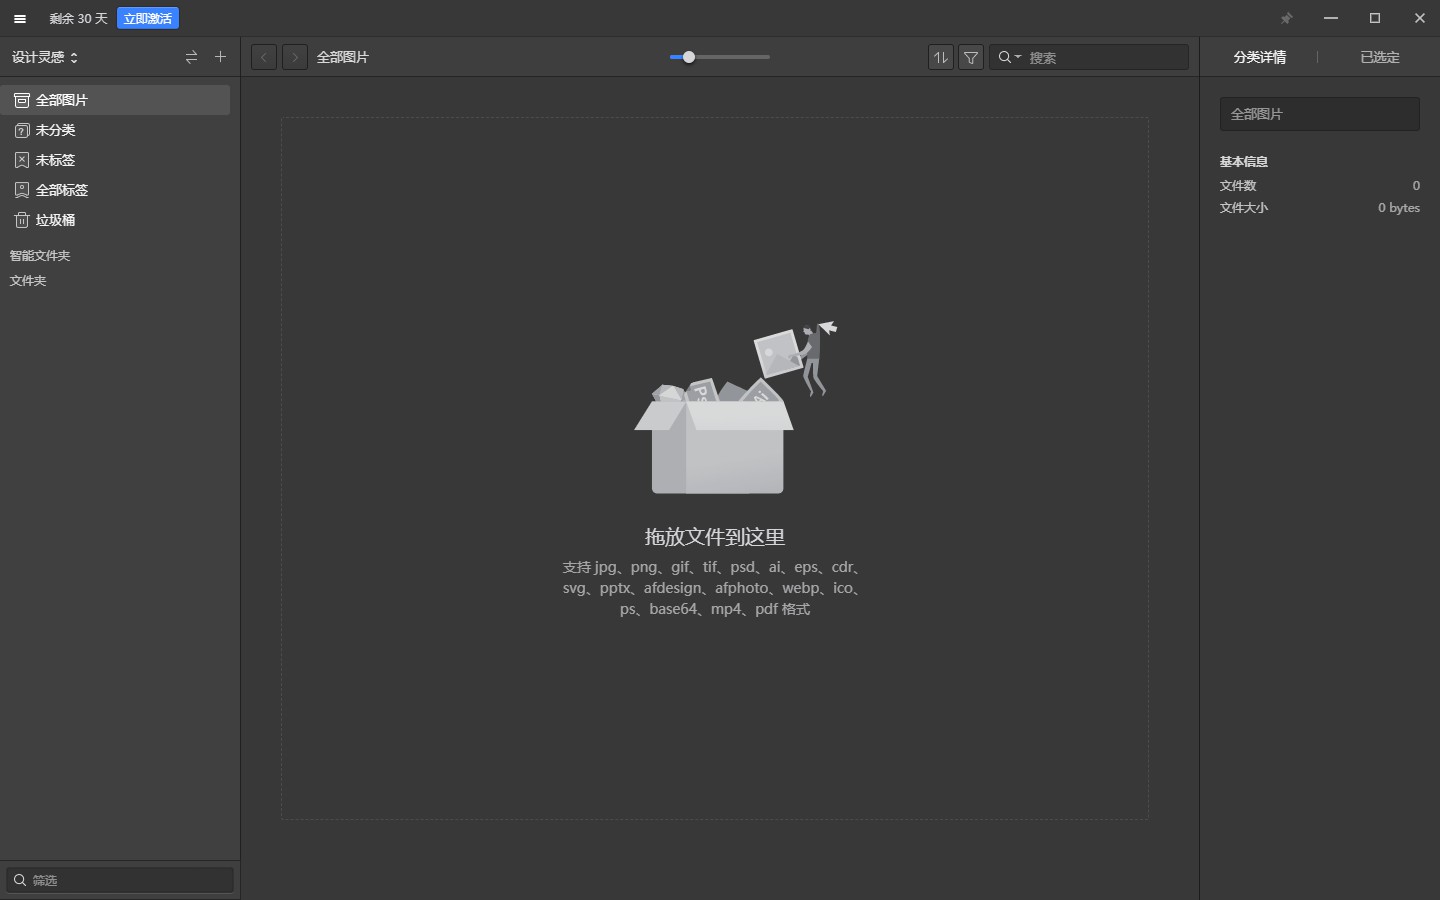 剩余 30 天 立即激活
设计灵感
全部图片
搜索
分类详情
已选定
全部图片
未分类
未标签
全部标签
垃圾桶
智能文件夹
文件夹
筛选
Ps
Ai
拖放文件到这里
支持 jpg、png、gif、tif、psd、ai、eps、cdr、
svg、pptx、afdesign、afphoto、webp、ico、
ps、base64、mp4、pdf 格式
全部图片
基本信息
文件数 0
文件大小 0 bytes